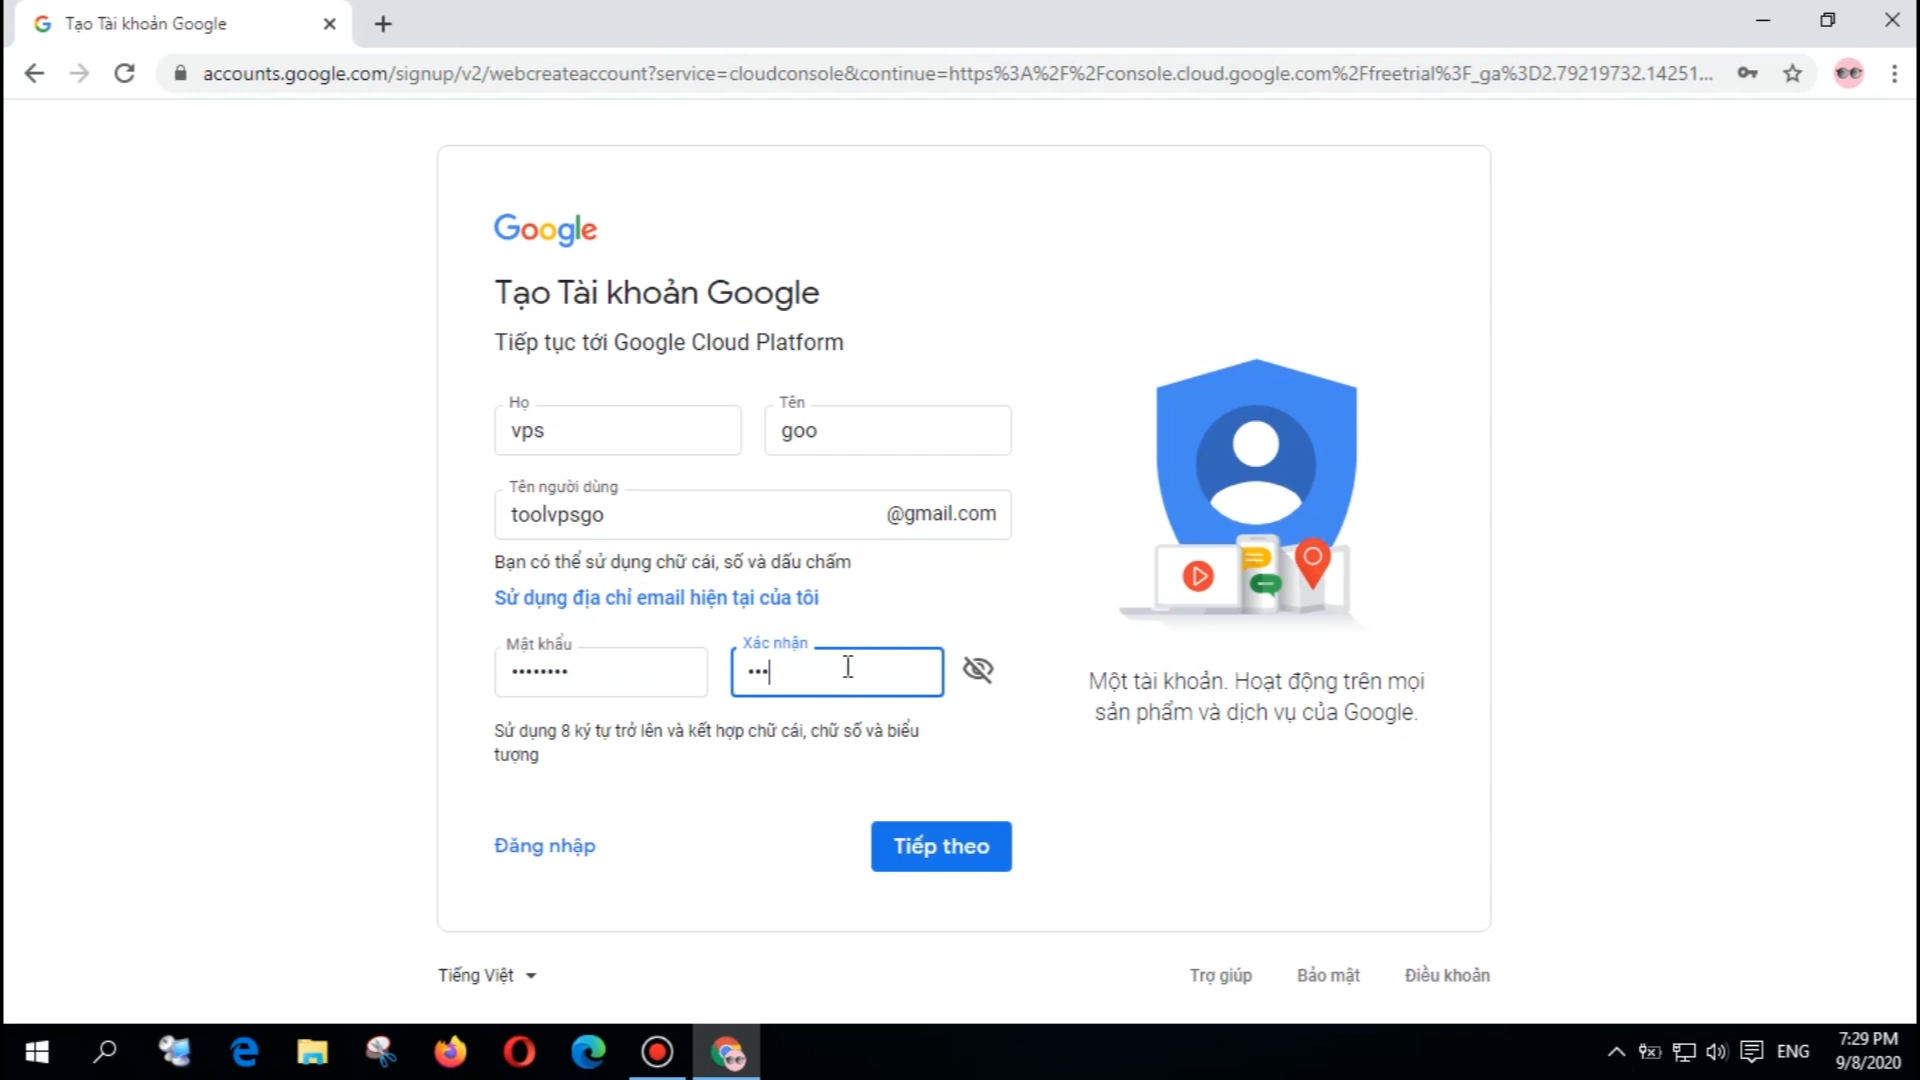 Tạo Tài khoản Google
accounts.google.com/signup/v2/webcreateaccount?service=cloudconsole&continue=https%3A%2F%2Fconsole.cloud.google.com%2Ffreetrial%3F_ga%3D2.79219732.14251...
Google
Tạo Tài khoản Google
Tiếp tục tới Google Cloud Platform
Họ
Tên
vps
goo
Tên người dùng
toolvpsgo @gmail.com
Bạn có thể sử dụng chữ cái, số và dấu chấm
Sử dụng địa chỉ email hiện tại của tôi
Mật khẩu
Xác nhận
••••••••
•••
Sử dụng 8 ký tự trở lên và kết hợp chữ cái, chữ số và biểu
tượng
Đăng nhập
Tiếp theo
Một tài khoản. Hoạt động trên mọi
sản phẩm và dịch vụ của Google.
Tiếng Việt
Trợ giúp
Bảo mật
Điều khoản
ENG
7:29 PM
9/8/2020